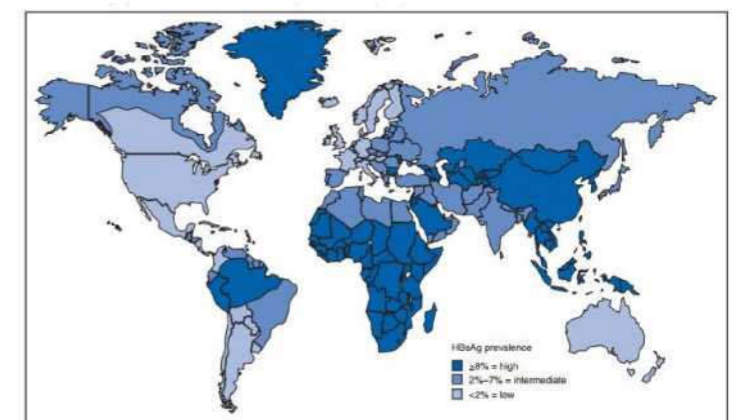 HBsAg prevalence
≥8% = high
2%–7% = intermediate
<2% = low